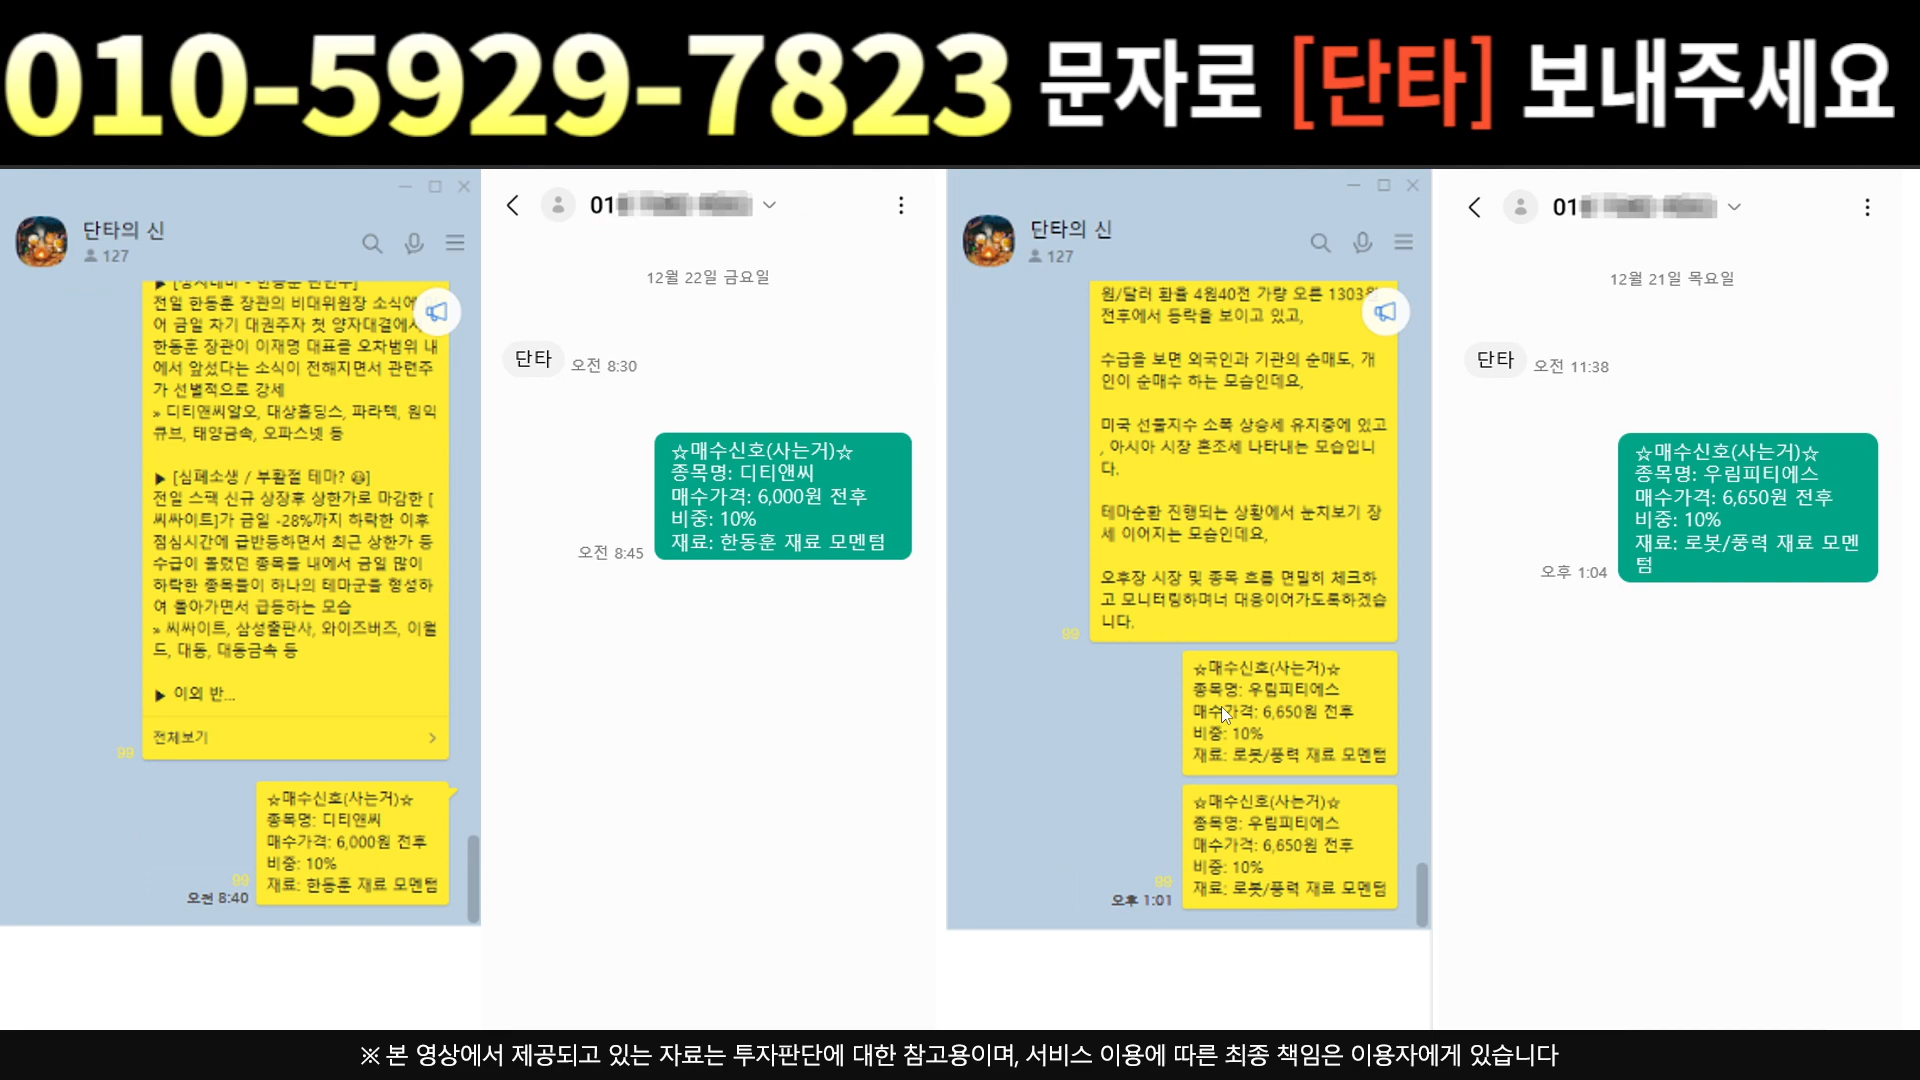 010-5929-7823 문자로 [단타] 보내주세요
단타의 신
127
전일 한동훈 장관의 비대위원장 소식에
어 금일 차기 대권주자 첫 양자대결에서
한동훈 장관이 이재명 대표를 오차범위 내
에서 앞섰다는 소식이 전해지면서 관련주
가 선별적으로 강세
» 디티앤씨알오, 대상홀딩스, 파라텍, 원익
큐브, 태양금속, 오파스넷 등
▶ [심폐소생 / 부활절 테마? 😆]
전일 스팩 신규 상장후 상한가로 마감한 [
씨싸이트]가 금일 -28%까지 하락한 이후
점심시간에 급반등하면서 최근 상한가 등
수급이 몰렸던 종목들 내에서 금일 많이
하락한 종목들이 하나의 테마군을 형성하
여 돌아가면서 급등하는 모습
» 씨싸이트, 삼성출판사, 와이즈버즈, 이월
드, 대동, 대동금속 등
▶ 이외 반...
전체보기
99
☆매수신호(사는거)☆
종목명: 디티앤씨
매수가격: 6,000원 전후
비중: 10%
재료: 한동훈 재료 모멘텀
99
오전 8:40
01
12월 22일 금요일
단타 오전 8:30
☆매수신호(사는거)☆
종목명: 디티앤씨
매수가격: 6,000원 전후
비중: 10%
재료: 한동훈 재료 모멘텀
오전 8:45
단타의 신
127
원/달러 환율 4원40전 가량 오른 1303원
전후에서 등락을 보이고 있고,
수급을 보면 외국인과 기관의 순매도, 개
인이 순매수 하는 모습인데요,
미국 선물지수 소폭 상승세 유지중에 있고
, 아시아 시장 혼조세 나타내는 모습입니
다.
테마순환 진행되는 상황에서 눈치보기 장
세 이어지는 모습인데요,
오후장 시장 및 종목 흐름 면밀히 체크하
고 모니터링하며너 대응이어가도록하겠습
니다.
99
☆매수신호(사는거)☆
종목명: 우림피티에스
매수가격: 6,650원 전후
비중: 10%
재료: 로봇/풍력 재료 모멘텀
☆매수신호(사는거)☆
종목명: 우림피티에스
매수가격: 6,650원 전후
비중: 10%
재료: 로봇/풍력 재료 모멘텀
99
오후 1:01
01
12월 21일 목요일
단타 오전 11:38
☆매수신호(사는거)☆
종목명: 우림피티에스
매수가격: 6,650원 전후
비중: 10%
재료: 로봇/풍력 재료 모멘
텀
오후 1:04
※ 본 영상에서 제공되고 있는 자료는 투자판단에 대한 참고용이며, 서비스 이용에 따른 최종 책임은 이용자에게 있습니다